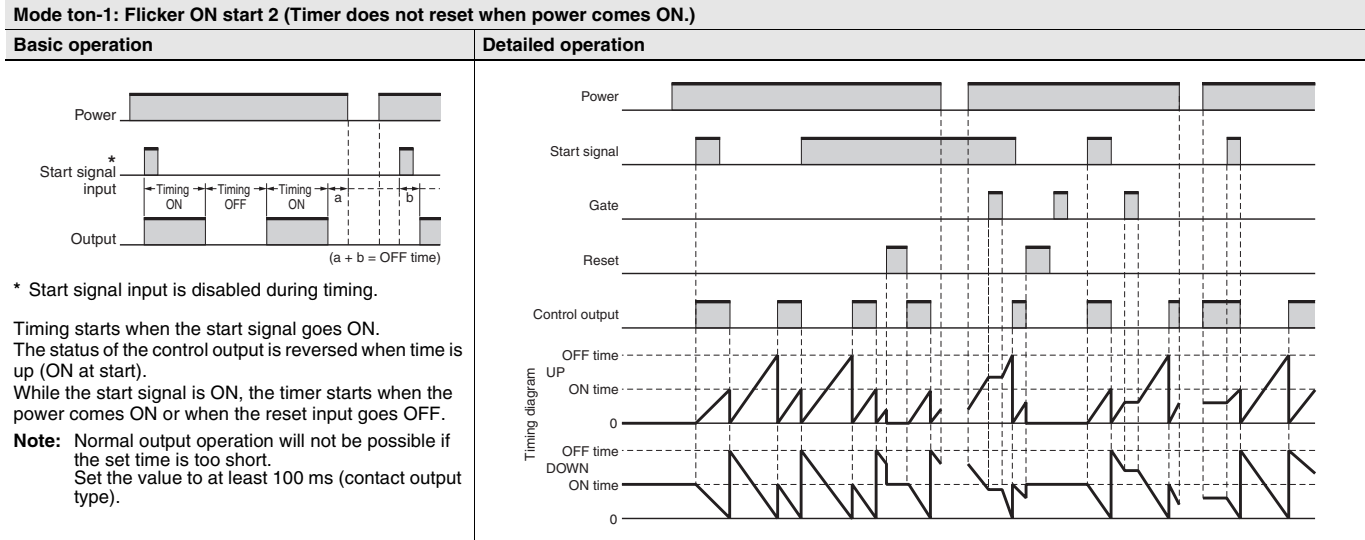 Mode ton-1: Flicker ON start 2 (Timer does not reset when power comes ON.)
Basic operation
Detailed operation
Power
*
Start signal
input
Timing
ON
Timing
OFF
Timing
ON
a
b
Output
(a + b = OFF time)
* Start signal input is disabled during timing.
Timing starts when the start signal goes ON.
The status of the control output is reversed when time is
up (ON at start).
While the start signal is ON, the timer starts when the
power comes ON or when the reset input goes OFF.
Note: Normal output operation will not be possible if
the set time is too short.
Set the value to at least 100 ms (contact output
type).
Power
Start signal
Gate
Reset
Control output
Timing diagram
OFF time
UP
ON time
0
OFF time
DOWN
ON time
0